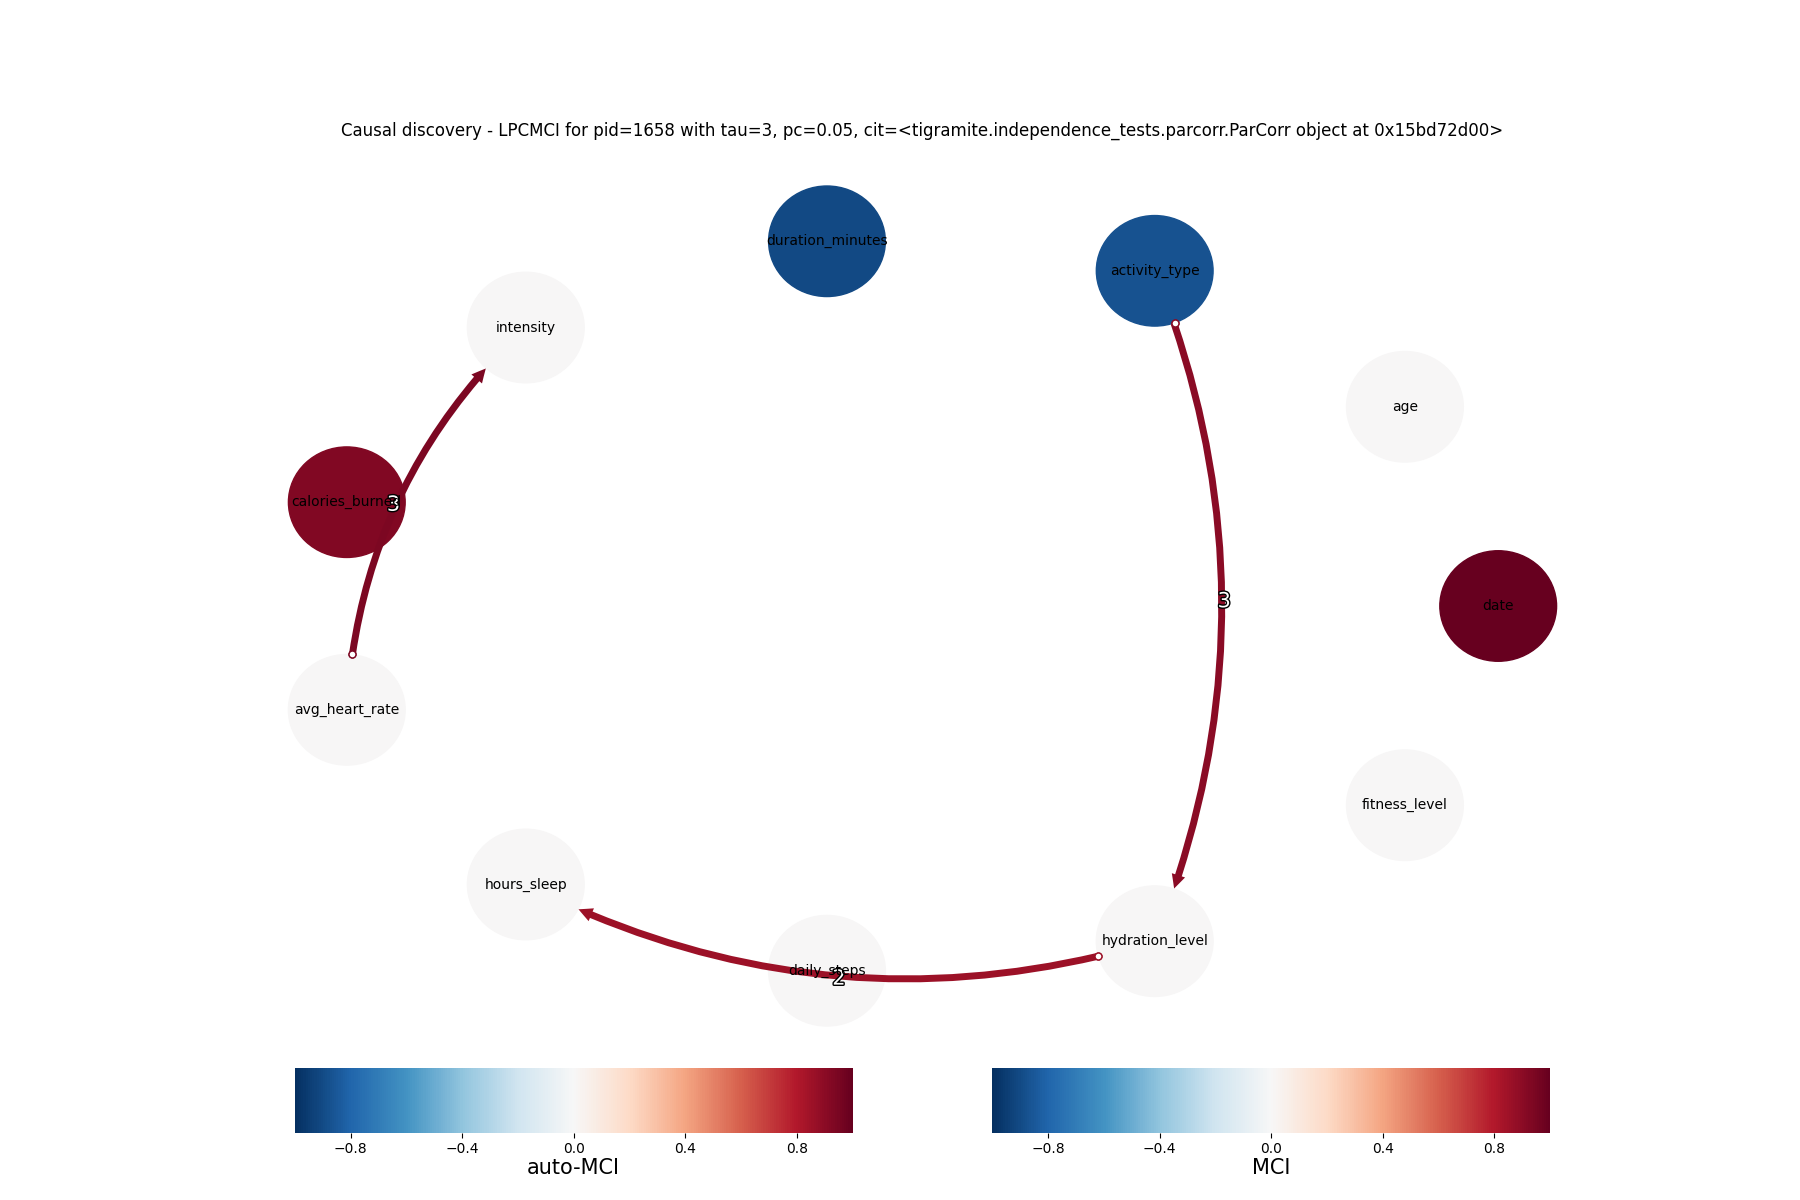 Causal discovery - LPCMCI for pid=1658 with tau=3, pc=0.05, cit=<tigramite.independence_tests.parcorr.ParCorr object at 0x15bd72d00>
duration_minutes
activity_type
intensity
age
calories_burned
3
3
date
avg_heart_rate
fitness_level
hours_sleep
hydration_level
daily_steps
2
−0.8 −0.4 0.0 0.4 0.8
auto-MCI
−0.8 −0.4 0.0 0.4 0.8
MCI